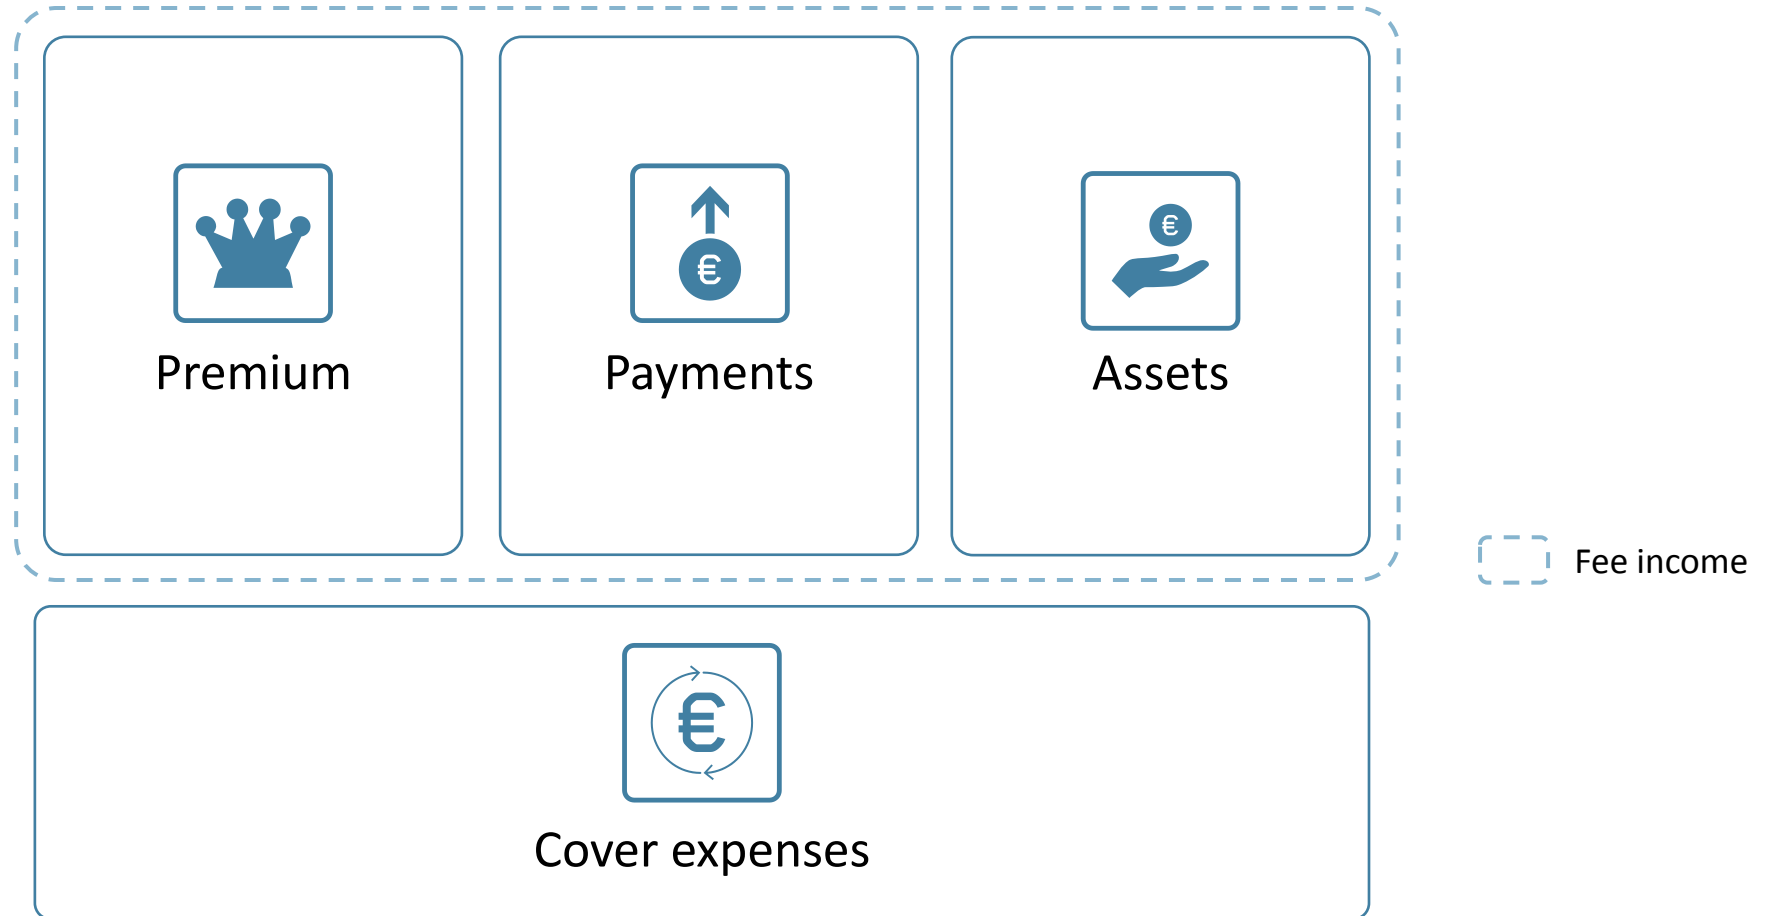 Premium
Payments
Assets
Fee income
Cover expenses